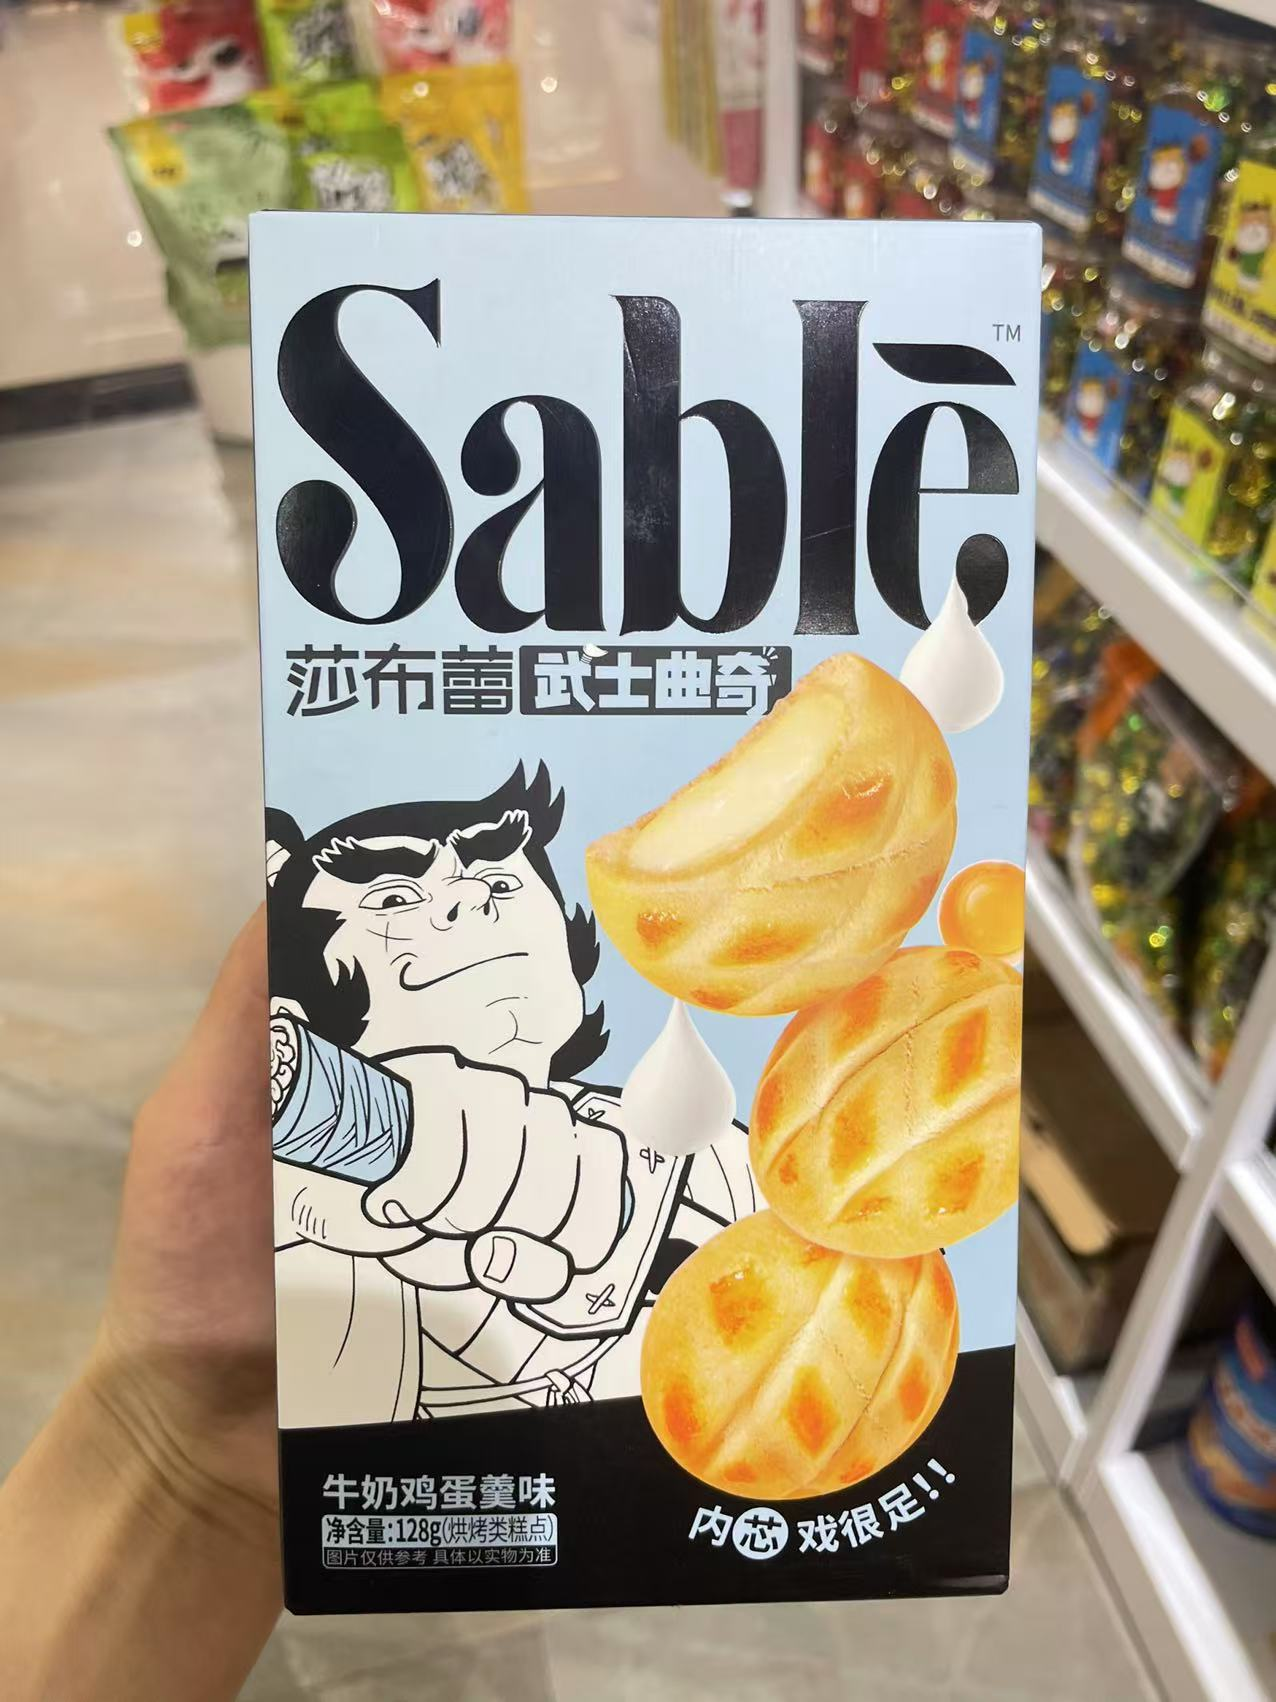 Sablē
TM
莎布蕾 武士曲奇
牛奶鸡蛋羹味
净含量:128g(烘烤类糕点)
图片仅供参考 具体以实物为准
内芯戏很足!!